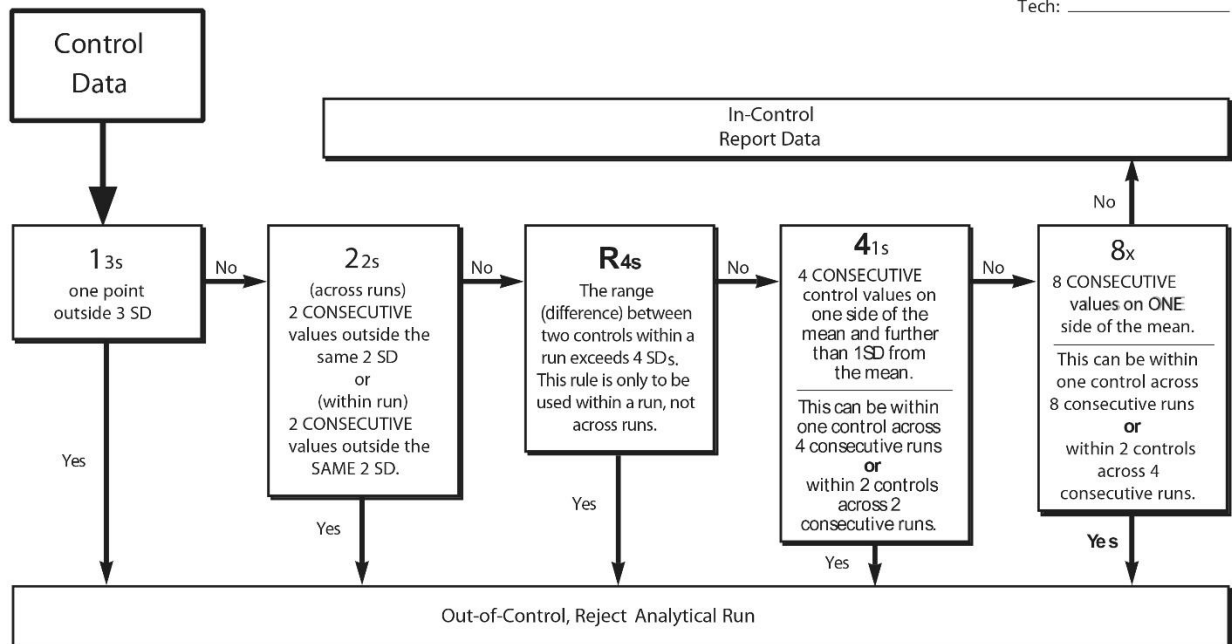 Tech: ____________________
Control
Data
In-Control
Report Data
1 3s
one point
outside 3 SD
No
Yes
2 2s
(across runs)
2 CONSECUTIVE
values outside the
same 2 SD
or
(within run)
2 CONSECUTIVE
values outside the
SAME 2 SD.
No
Yes
R4s
The range
(difference) between
two controls within a
run exceeds 4 SDs.
This rule is only to be
used within a run, not
across runs.
No
Yes
4 1s
4 CONSECUTIVE
control values on
one side of the
mean and further
than 1SD from
the mean.
This can be within
one control across
4 consecutive runs
or
within 2 controls
across 2
consecutive runs.
No
Yes
8x
8 CONSECUTIVE
values on ONE
side of the mean.
This can be within
one control across
8 consecutive runs
or
within 2 controls
across 4
consecutive runs.
No
Yes
Out-of-Control, Reject Analytical Run